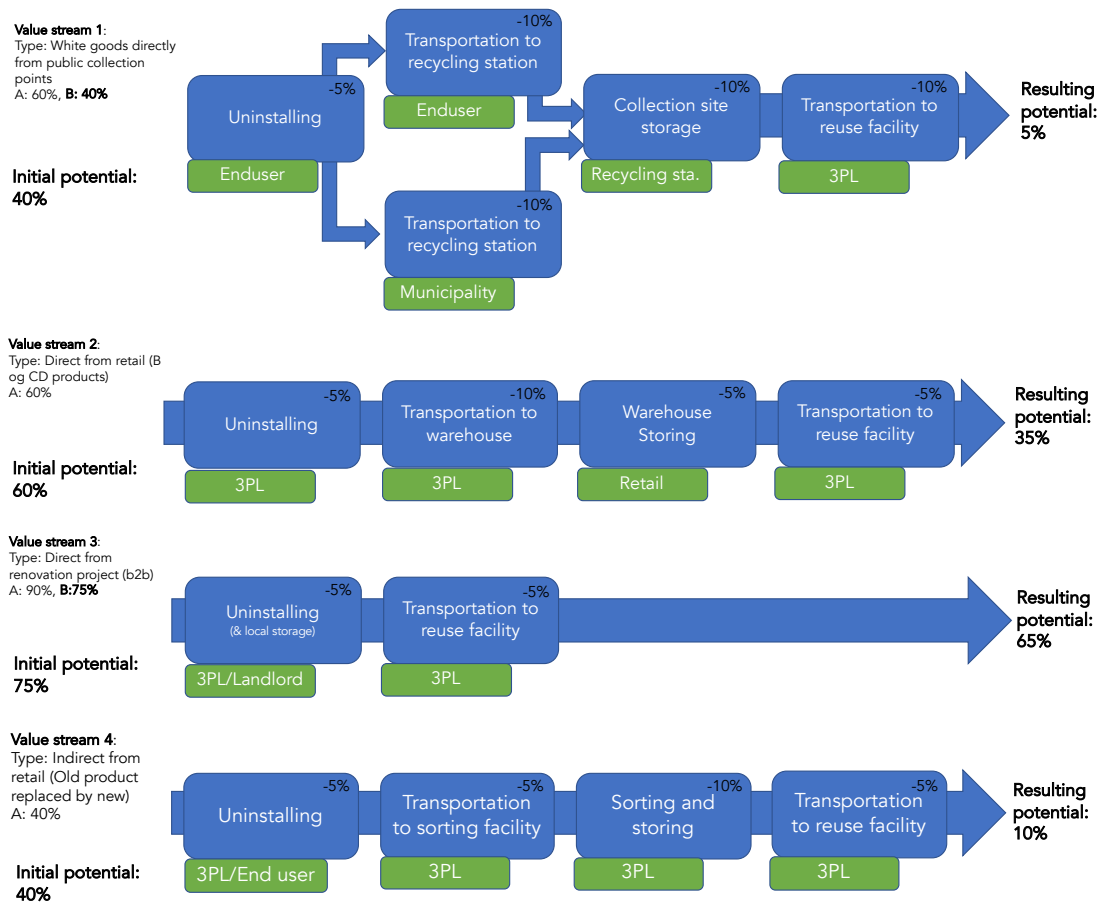 Value stream 1:
Type: White goods directly
from public collection
points
A: 60%, B: 40%
Initial potential:
40%
-5%
Uninstalling
Enduser
-10%
Transportation to
recycling station
Enduser
-10%
Transportation to
recycling station
Municipality
-10%
Collection site
storage
Recycling sta.
-10%
Transportation to
reuse facility
3PL
Resulting
potential:
5%
Value stream 2:
Type: Direct from retail (B
og CD products)
A: 60%
Initial potential:
60%
-5%
Uninstalling
3PL
-10%
Transportation to
warehouse
3PL
-5%
Warehouse
Storing
Retail
-5%
Transportation to
reuse facility
3PL
Resulting
potential:
35%
Value stream 3:
Type: Direct from
renovation project (b2b)
A: 90%, B:75%
Initial potential:
75%
-5%
Uninstalling
(& local storage)
3PL/Landlord
-5%
Transportation to
reuse facility
3PL
Resulting
potential:
65%
Value stream 4:
Type: Indirect from
retail (Old product
replaced by new)
A: 40%
Initial potential:
40%
-5%
Uninstalling
3PL/End user
-5%
Transportation
to sorting facility
3PL
-10%
Sorting and
storing
3PL
-5%
Transportation
to reuse facility
3PL
Resulting
potential:
10%